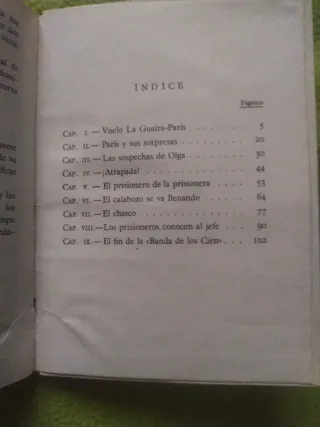 INDICE
Páginas
CAP. I.—Vuelo La Guaira-París . . . . . . . . 5
CAP. II.—París y sus sorpresas . . . . . . . . 20
CAP. III.—Las sospechas de Olga . . . . . . . 30
CAP. IV.—¡Atrapada! . . . . . . . . . . . . 44
CAP. V.—El prisionero de la prisionera . . . . . 53
CAP. VI.—El calabozo se va llenando . . . . . 64
CAP. VII.—El chasco . . . . . . . . . . . . 77
CAP. VIII.—Los prisioneros conocen al jefe . . . . 90
CAP. IX.—El fin de la «Banda de los Cien» . . . 102